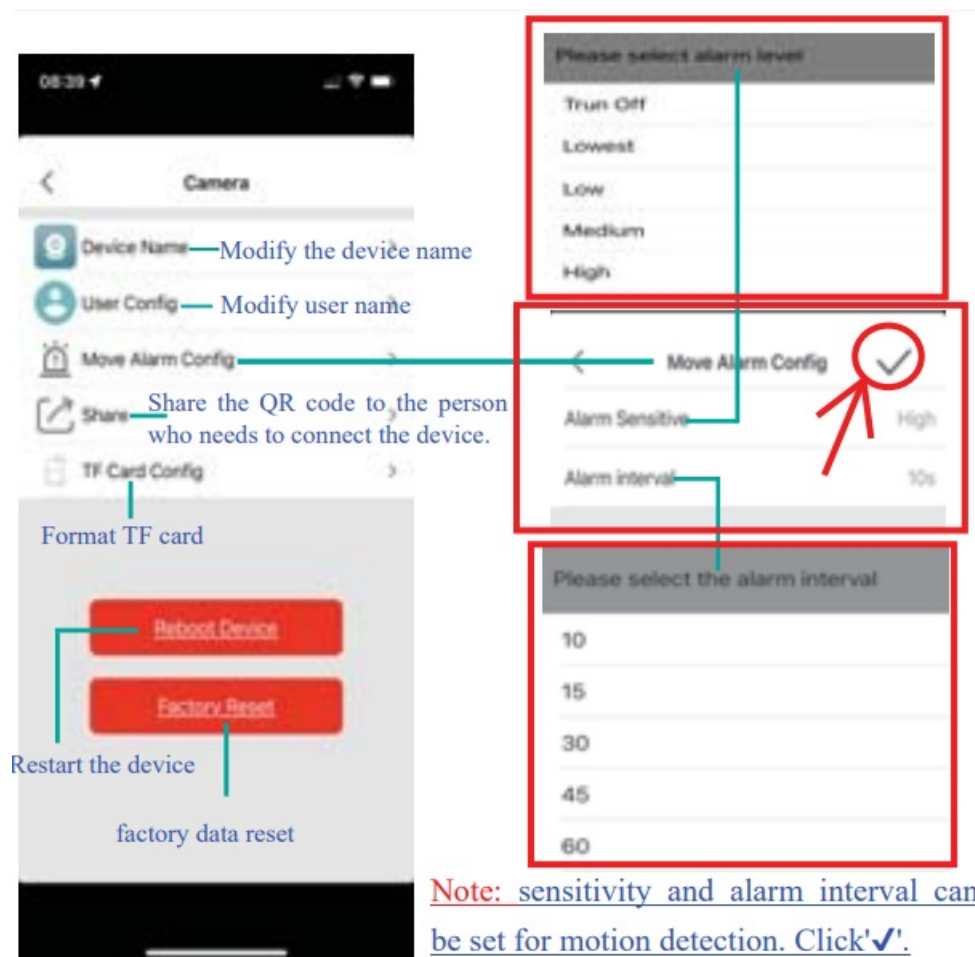 08:39
Camera
Device Name
Modify the device name
User Config
Modify user name
Move Alarm Config
Share
Share the QR code to the person
who needs to connect the device.
TF Card Config
Format TF card
Reboot Device
Factory Reset
Restart the device
factory data reset
Please select alarm level
Trun Off
Lowest
Low
Medium
High
Move Alarm Config
Alarm Sensitive
High
Alarm interval
10s
Please select the alarm interval
10
15
30
45
60
Note: sensitivity and alarm interval can
be set for motion detection. Click'✓'.